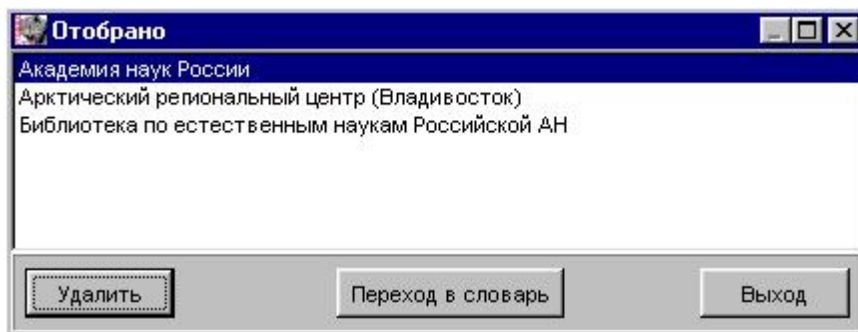 Отобрано
Академия наук России
Арктический региональный центр (Владивосток)
Библиотека по естественным наукам Российской АН
Удалить Переход в словарь Выход